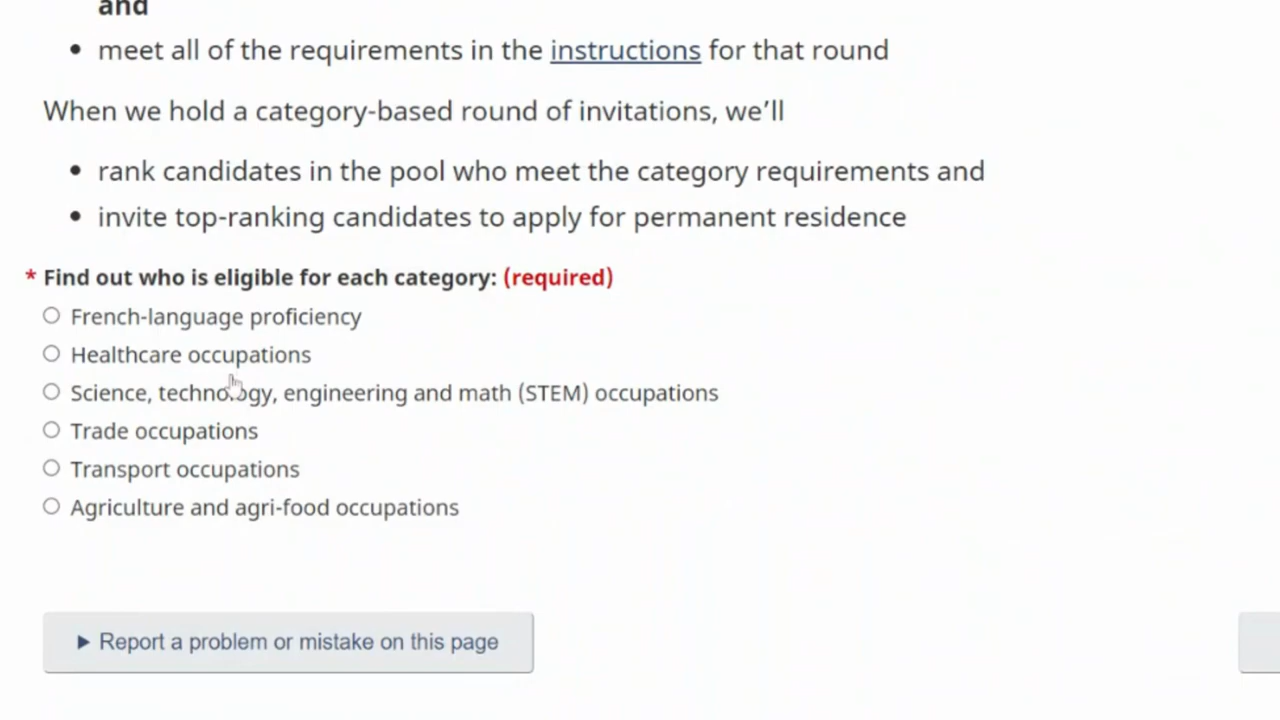 and
• meet all of the requirements in the instructions for that round
When we hold a category-based round of invitations, we’ll
• rank candidates in the pool who meet the category requirements and
• invite top-ranking candidates to apply for permanent residence
* Find out who is eligible for each category: (required)
French-language proficiency
Healthcare occupations
Science, technology, engineering and math (STEM) occupations
Trade occupations
Transport occupations
Agriculture and agri-food occupations
Report a problem or mistake on this page